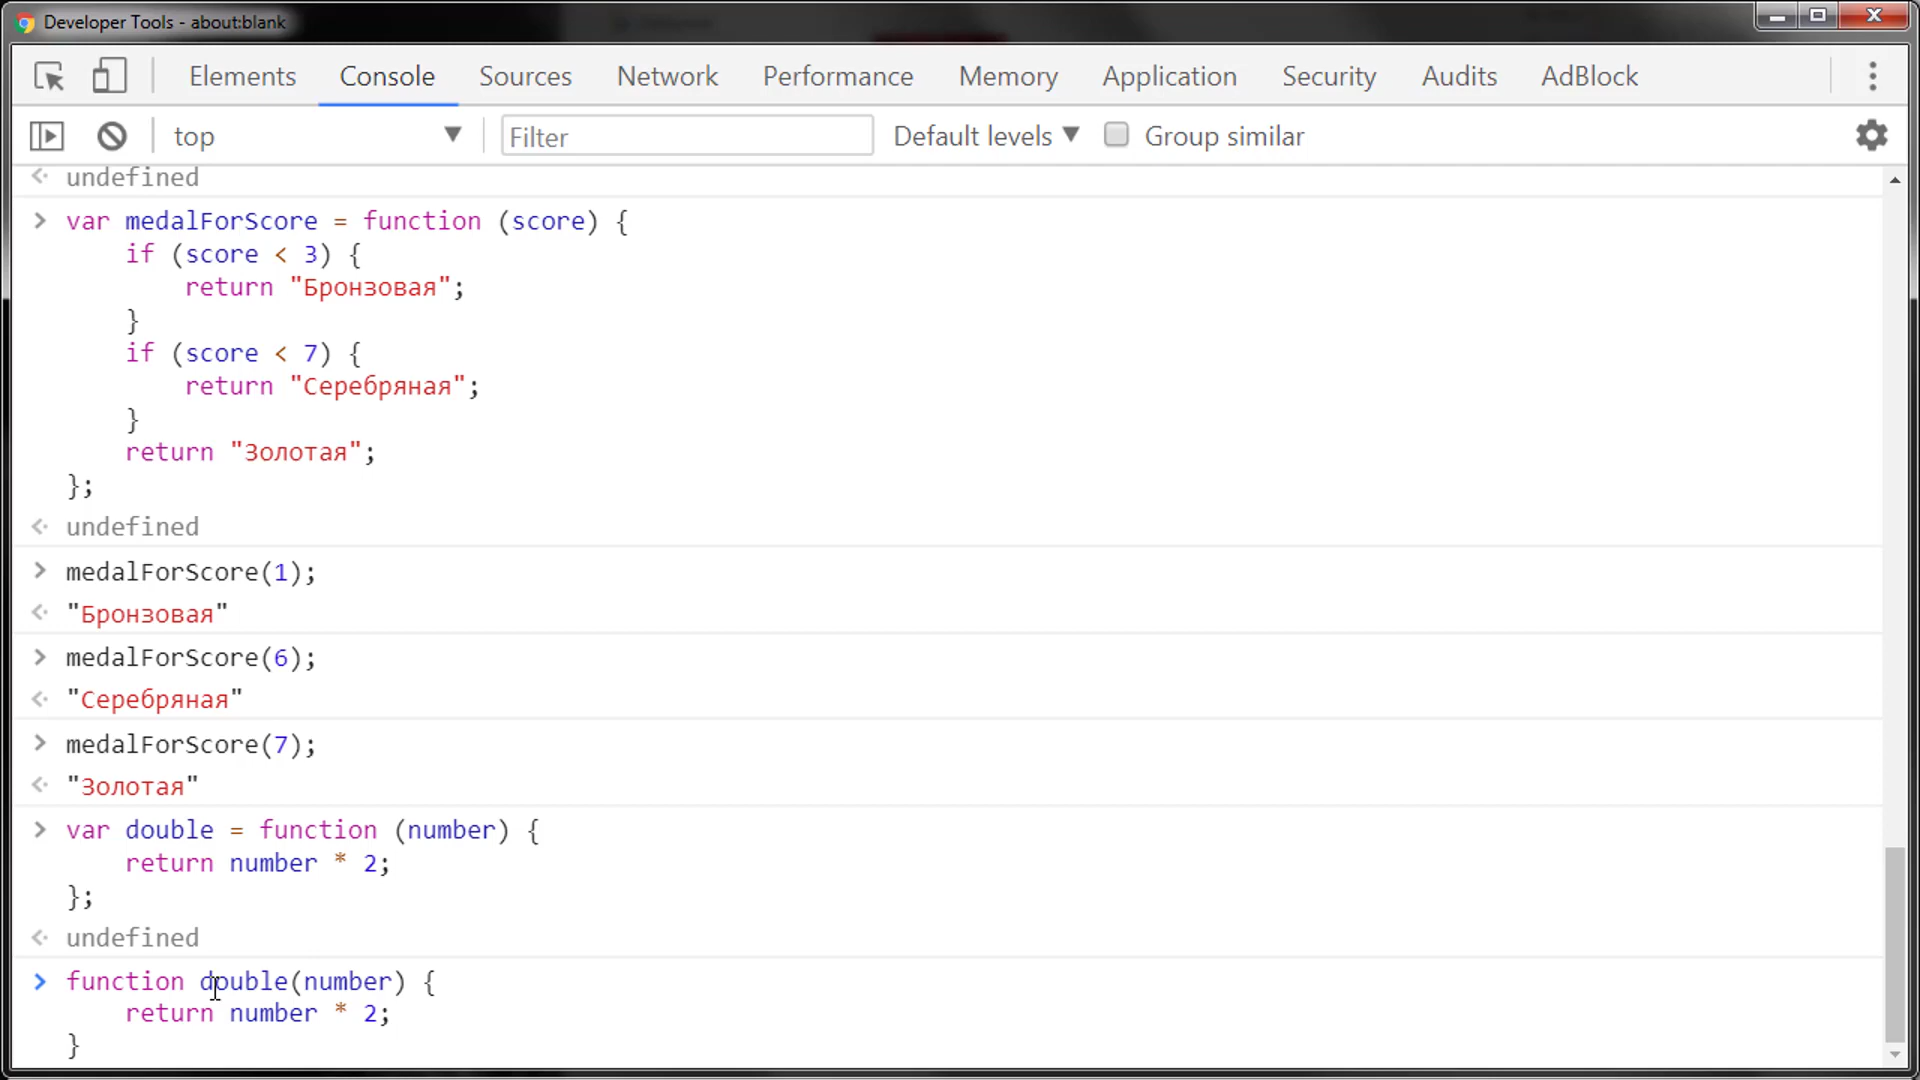 Developer Tools - about:blank
Elements Console Sources Network Performance Memory Application Security Audits AdBlock
top Filter Default levels Group similar
undefined
> var medalForScore = function (score) {
    if (score < 3) {
        return "Бронзовая";
    }
    if (score < 7) {
        return "Серебряная";
    }
    return "Золотая";
};
undefined
> medalForScore(1);
"Бронзовая"
> medalForScore(6);
"Серебряная"
> medalForScore(7);
"Золотая"
> var double = function (number) {
    return number * 2;
};
undefined
> function double(number) {
    return number * 2;
}